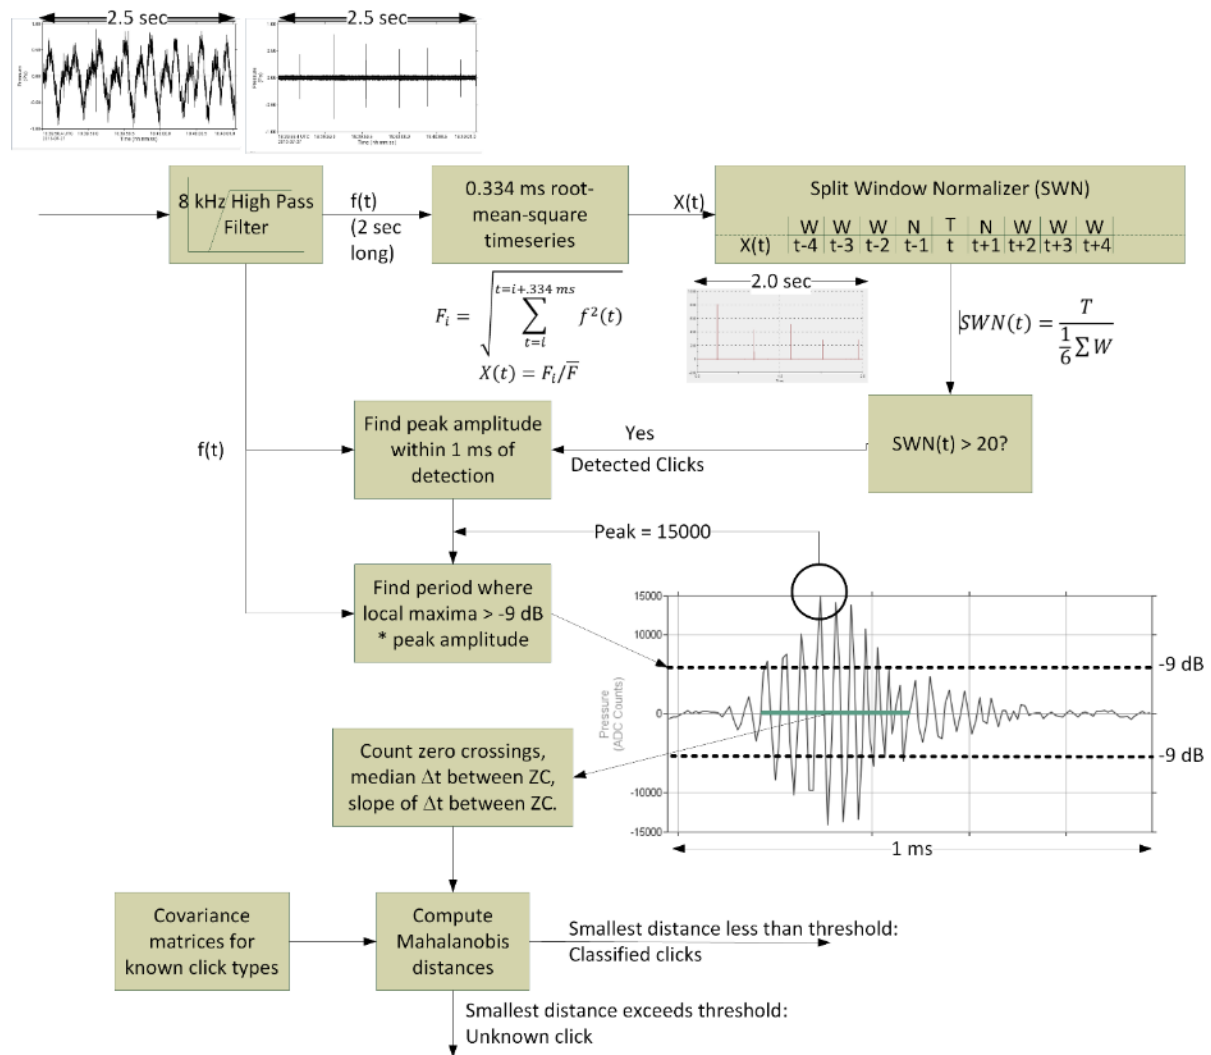 2.5 sec
2.5 sec
8 kHz High Pass
Filter
f(t)
(2 sec
long)
0.334 ms root-
mean-square
timeseries
X(t)
Split Window Normalizer (SWN)
W W W N T N W W W
X(t) t-4 t-3 t-2 t-1 t t+1 t+2 t+3 t+4
F_i = √ ∑ t=i t=i+.334 ms f²(t)
X(t) = F_i/F̅
2.0 sec
SWN(t) = T / 1/6 ∑ W
f(t)
Find peak amplitude
within 1 ms of
detection
Yes
Detected Clicks
SWN(t) > 20?
Peak = 15000
Find period where
local maxima > -9 dB
* peak amplitude
15000
10000
0
-10000
-15000
Pressure
(ADC Counts)
-9 dB
-9 dB
1 ms
Count zero crossings,
median Δt between ZC,
slope of Δt between ZC.
Covariance
matrices for
known click types
Compute
Mahalanobis
distances
Smallest distance less than threshold:
Classified clicks
Smallest distance exceeds threshold:
Unknown click